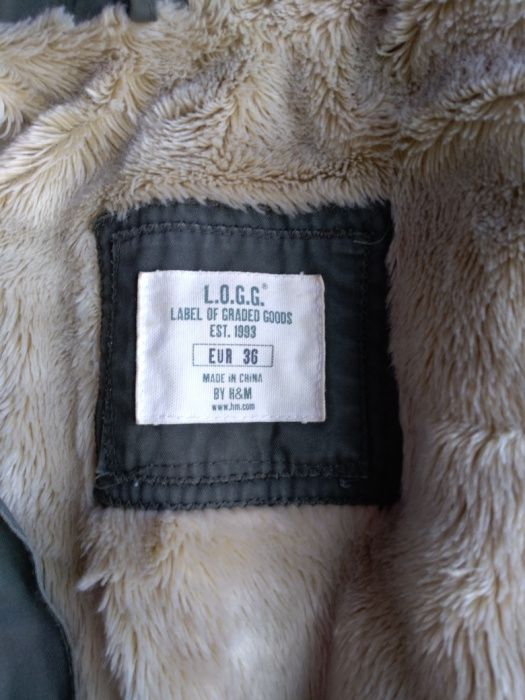 L.O.G.G.®
LABEL OF GRADED GOODS
EST. 1993
EUR 36
MADE IN CHINA
BY H&M
www.hm.com